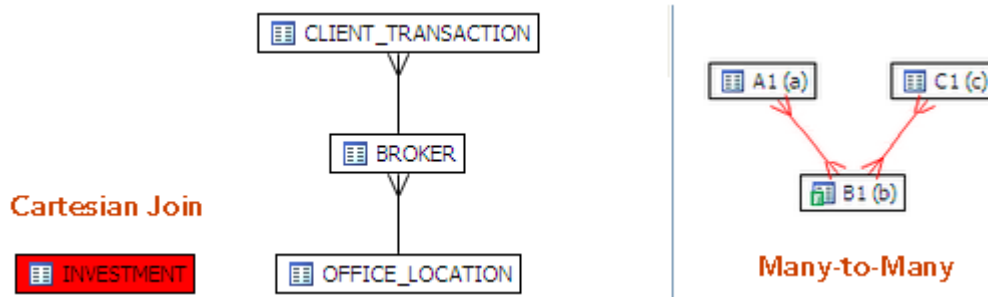 CLIENT_TRANSACTION
BROKER
Cartesian Join
INVESTMENT
OFFICE_LOCATION
A1 (a)
C1 (c)
B1 (b)
Many-to-Many